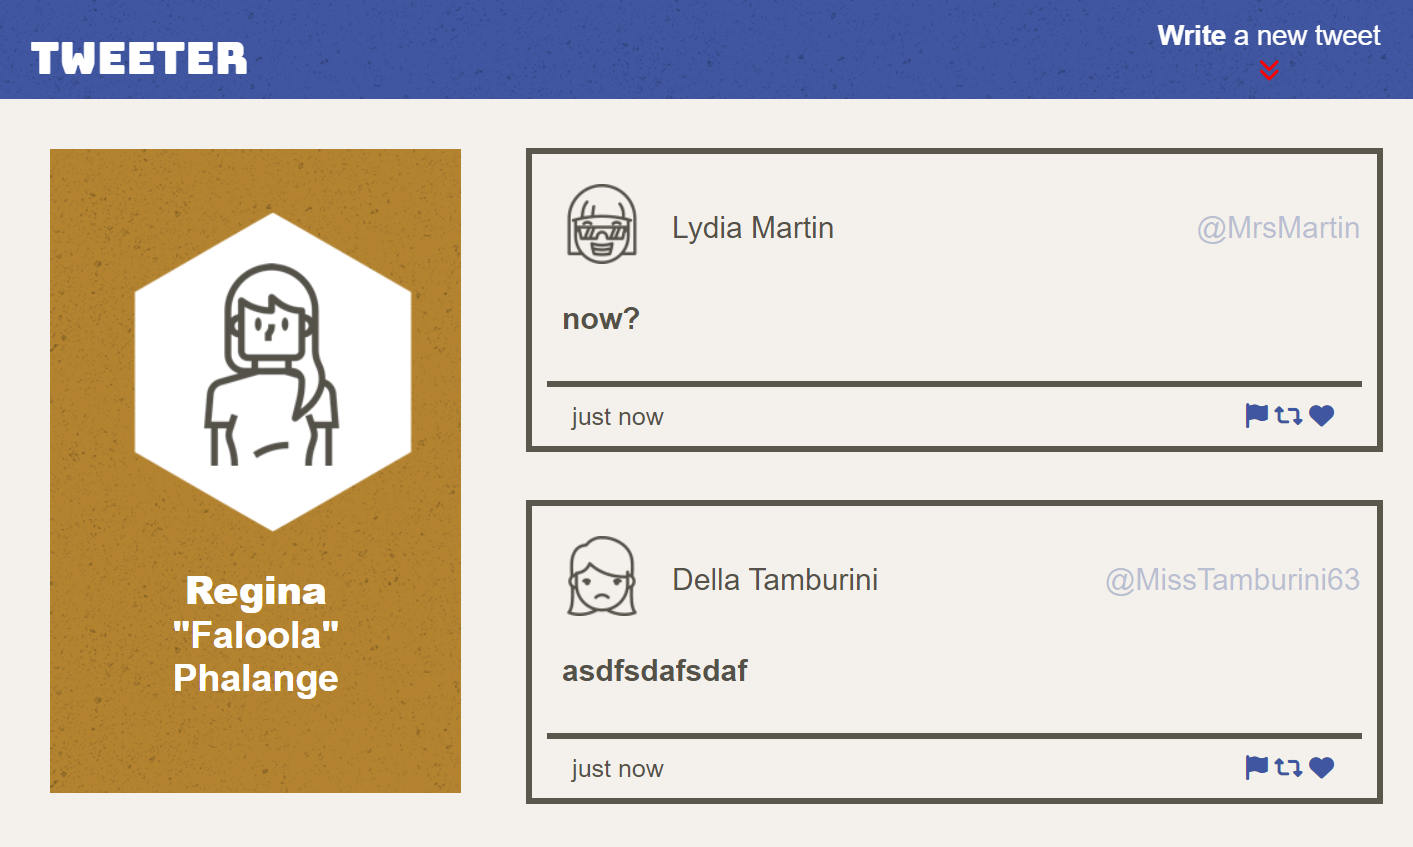 TWEETER
Write a new tweet
Regina
"Faloola"
Phalange
Lydia Martin
@MrsMartin
now?
just now
Della Tamburini
@MissTamburini63
asdfsdafsdaf
just now